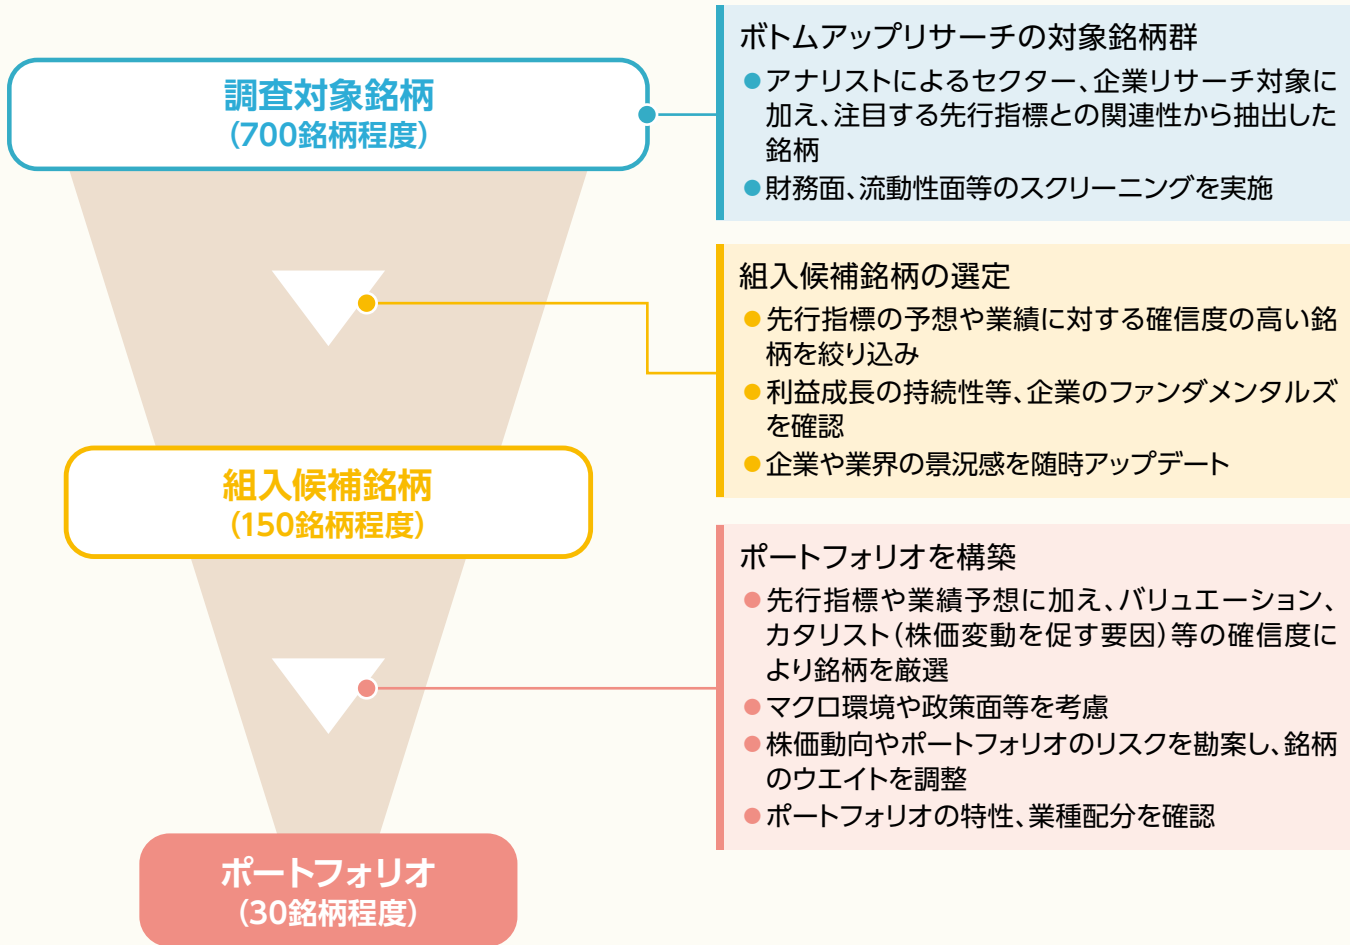 調査対象銘柄
(700銘柄程度)
ボトムアップリサーチの対象銘柄群
●アナリストによるセクター、企業リサーチ対象に
加え、注目する先行指標との関連性から抽出した
銘柄
●財務面、流動性面等のスクリーニングを実施
組入候補銘柄の選定
●先行指標の予想や業績に対する確信度の高い銘
柄を絞り込み
●利益成長の持続性等、企業のファンダメンタルズ
を確認
●企業や業界の景況感を随時アップデート
組入候補銘柄
(150銘柄程度)
ポートフォリオを構築
●先行指標や業績予想に加え、バリュエーション、
カタリスト(株価変動を促す要因)等の確信度に
より銘柄を厳選
●マクロ環境や政策面等を考慮
●株価動向やポートフォリオのリスクを勘案し、銘柄
のウエイトを調整
●ポートフォリオの特性、業種配分を確認
ポートフォリオ
(30銘柄程度)